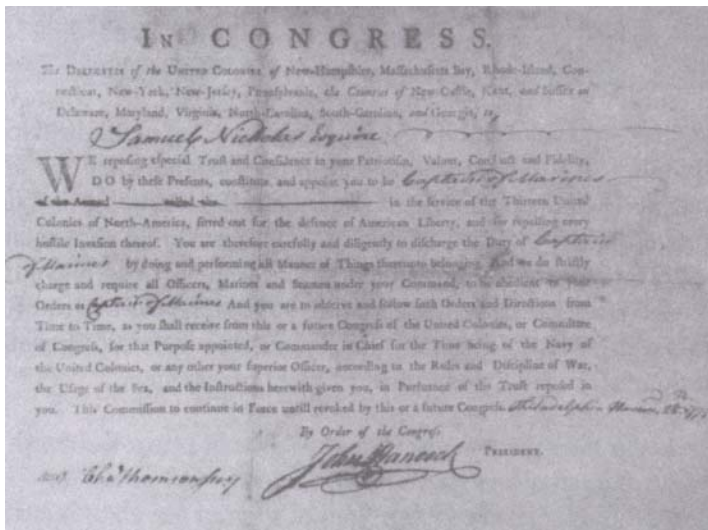 IN CONGRESS.
The DELEGATES of the UNITED COLONIES of New-Hampshire, Massachusetts Bay, Rhode-Island, Con-
necticut, New-York, New-Jersey, Pennsylvania, the Counties of New-Castle, Kent, and Sussex on
Delaware, Maryland, Virginia, North-Carolina, South-Carolina, and Georgia, to
Samuel Nicholas Esquire
WE reposing especial Trust and Confidence in your Patriotism, Valour, Conduct and Fidelity,
DO by these Presents, constitute and appoint you to be Captain of Marines
of the Armed called the in the service of the Thirteen United
Colonies of North-America, fitted out for the defence of American Liberty, and for repelling every
hostile Invasion thereof. You are therefore carefully and diligently to discharge the Duty of Captain
of Marines by doing and performing all Manner of Things thereunto belonging. And we do strictly
charge and require all Officers, Marines and Seamen under your Command, to be obedient to your
Orders as Captain of Marines And you are to observe and follow such Orders and Directions from
Time to Time, as you shall receive from this or a future Congress of the United Colonies, or Committee
of Congress, for that Purpose appointed, or Commander in Chief for the Time being of the Navy of
the United Colonies, or any other your superior Officer, according to the Rules and Discipline of War,
the Usage of the Sea, and the Instructions herewith given you, in Pursuance of the Trust reposed in
you. This Commission to continue in Force untill revoked by this or a future Congress. Philadelphia 28
By Order of the Congress
John Hancock PRESIDENT.
Attest Cha Thomson secy